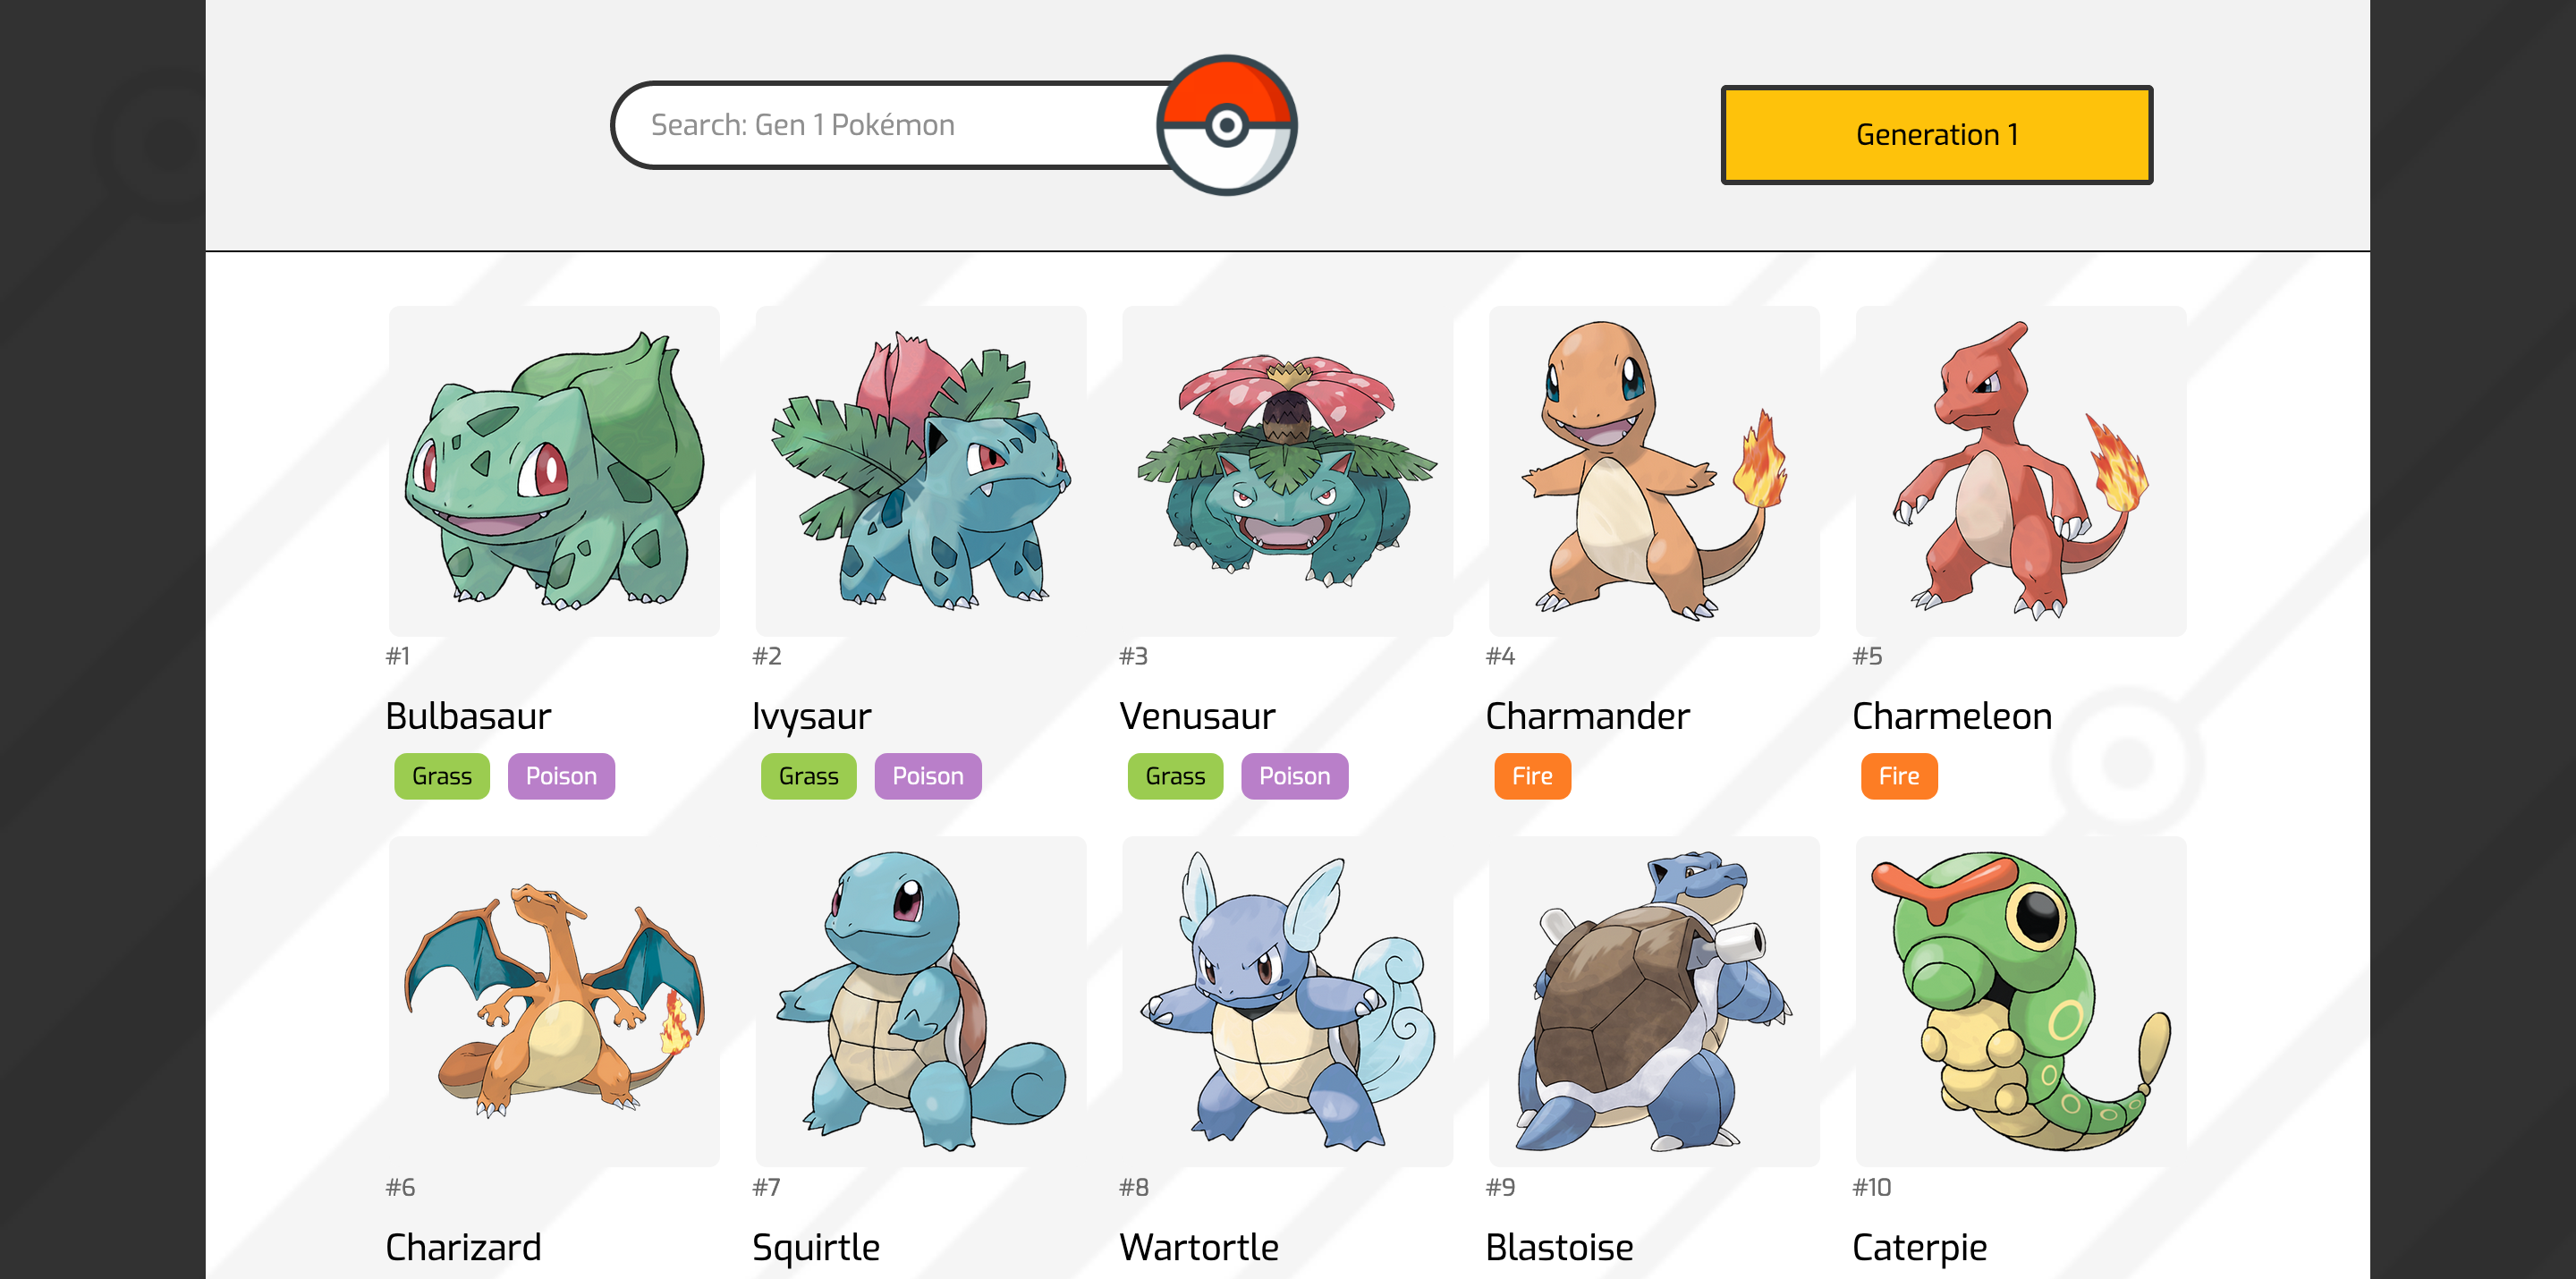 Search: Gen 1 Pokémon
Generation 1
#1
#2
#3
#4
#5
Bulbasaur
Ivysaur
Venusaur
Charmander
Charmeleon
Grass Poison
Grass Poison
Grass Poison
Fire
Fire
#6
#7
#8
#9
#10
Charizard
Squirtle
Wartortle
Blastoise
Caterpie